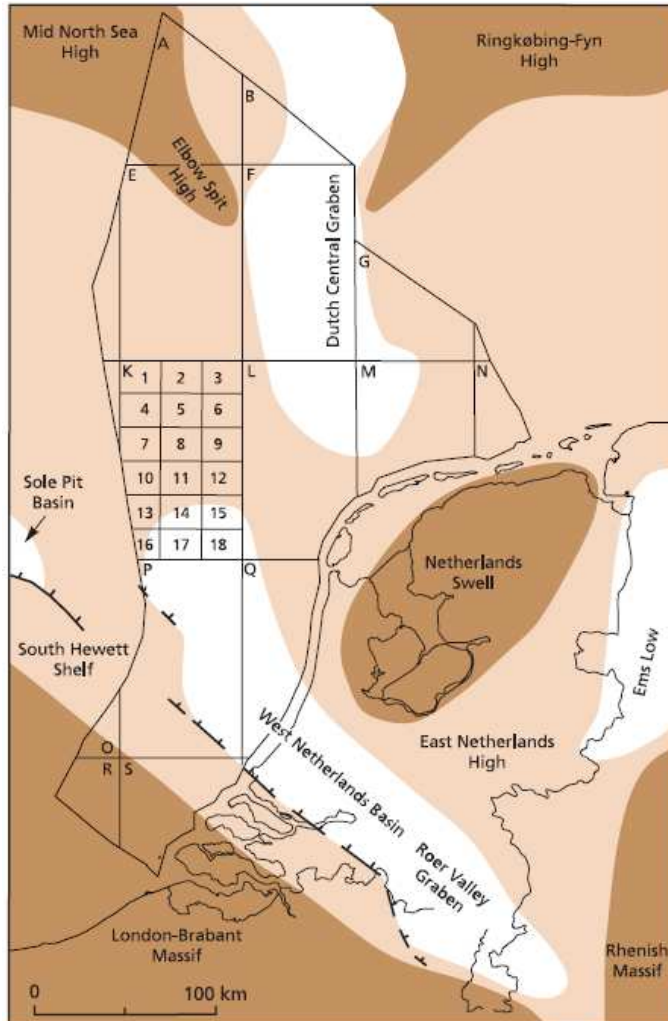 Mid North Sea
High
Ringkøbing-Fyn
High
A
B
Elbow Spit
High
E
F
Dutch Central Graben
G
K
L
M
N
1 2 3
4 5 6
7 8 9
10 11 12
13 14 15
16 17 18
Sole Pit
Basin
P
Q
Netherlands
Swell
South Hewett
Shelf
Ems Low
West Netherlands Basin
East Netherlands
High
O
R S
Roer Valley
Graben
London-Brabant
Massif
Rhenish
Massif
0 100 km